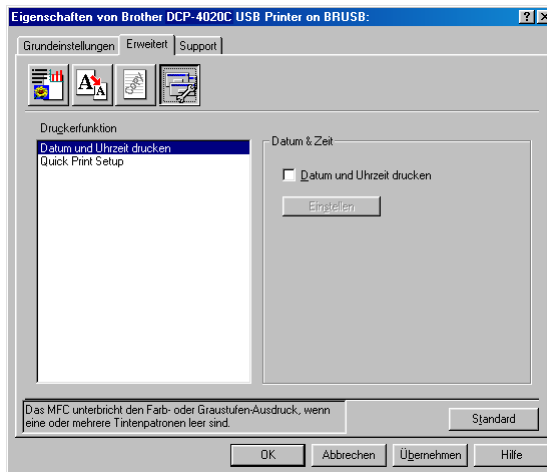 Eigenschaften von Brother DCP-4020C USB Printer on BRUSB:
Grundeinstellungen Erweitert Support
Druckerfunktion
Datum und Uhrzeit drucken
Quick Print Setup
Datum & Zeit
Datum und Uhrzeit drucken
Einstellen
Das MFC unterbricht den Farb- oder Graustufen-Ausdruck, wenn
eine oder mehrere Tintenpatronen leer sind.
Standard
OK Abbrechen Übernehmen Hilfe